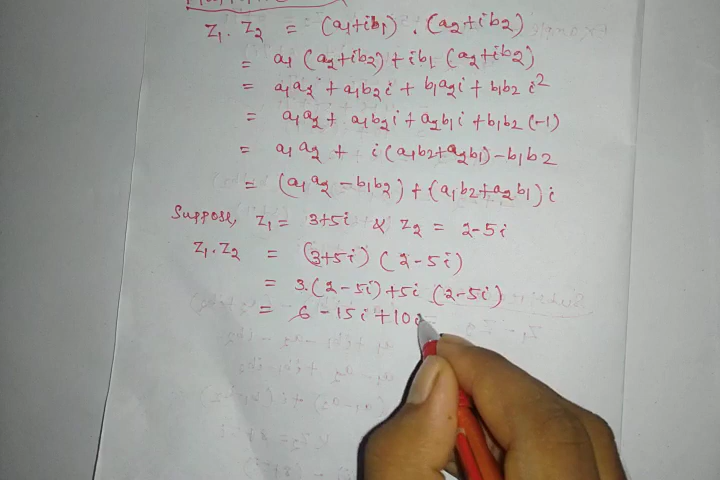 Z₁ . Z₂ = (a₁+ib₁) . (a₂+ib₂)
= a₁ (a₂+ib₂) + ib₁ (a₂+ib₂)
= a₁a₂ + a₁b₂i + b₁a₂i + b₁b₂ i²
= a₁a₂ + a₁b₂i + a₂b₁i + b₁b₂ (-1)
= a₁a₂ + i(a₁b₂+a₂b₁) - b₁b₂
= (a₁a₂ - b₁b₂) + (a₁b₂+a₂b₁) i
Suppose, Z₁ = 3+5i & Z₂ = 2-5i
Z₁.Z₂ = (3+5i) (2-5i)
= 3.(2-5i) +5i (2-5i)
= 6 - 15i + 10i